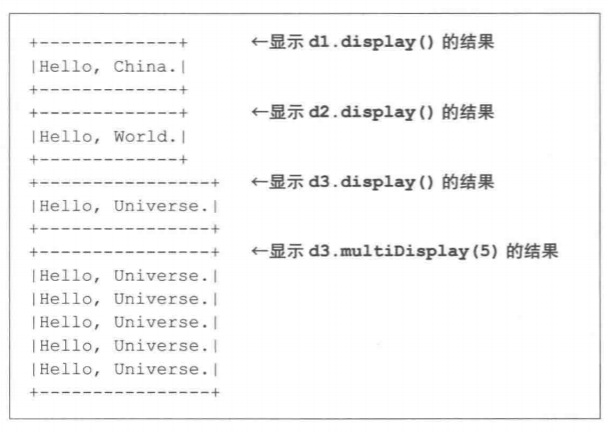 +-------------+ ←显示 d1.display() 的结果
|Hello, China.|
+-------------+
+-------------+ ←显示 d2.display() 的结果
|Hello, World.|
+-------------+
+----------------+ ←显示 d3.display() 的结果
|Hello, Universe.|
+----------------+
+----------------+ ←显示 d3.multiDisplay(5) 的结果
|Hello, Universe.|
|Hello, Universe.|
|Hello, Universe.|
|Hello, Universe.|
|Hello, Universe.|
+----------------+